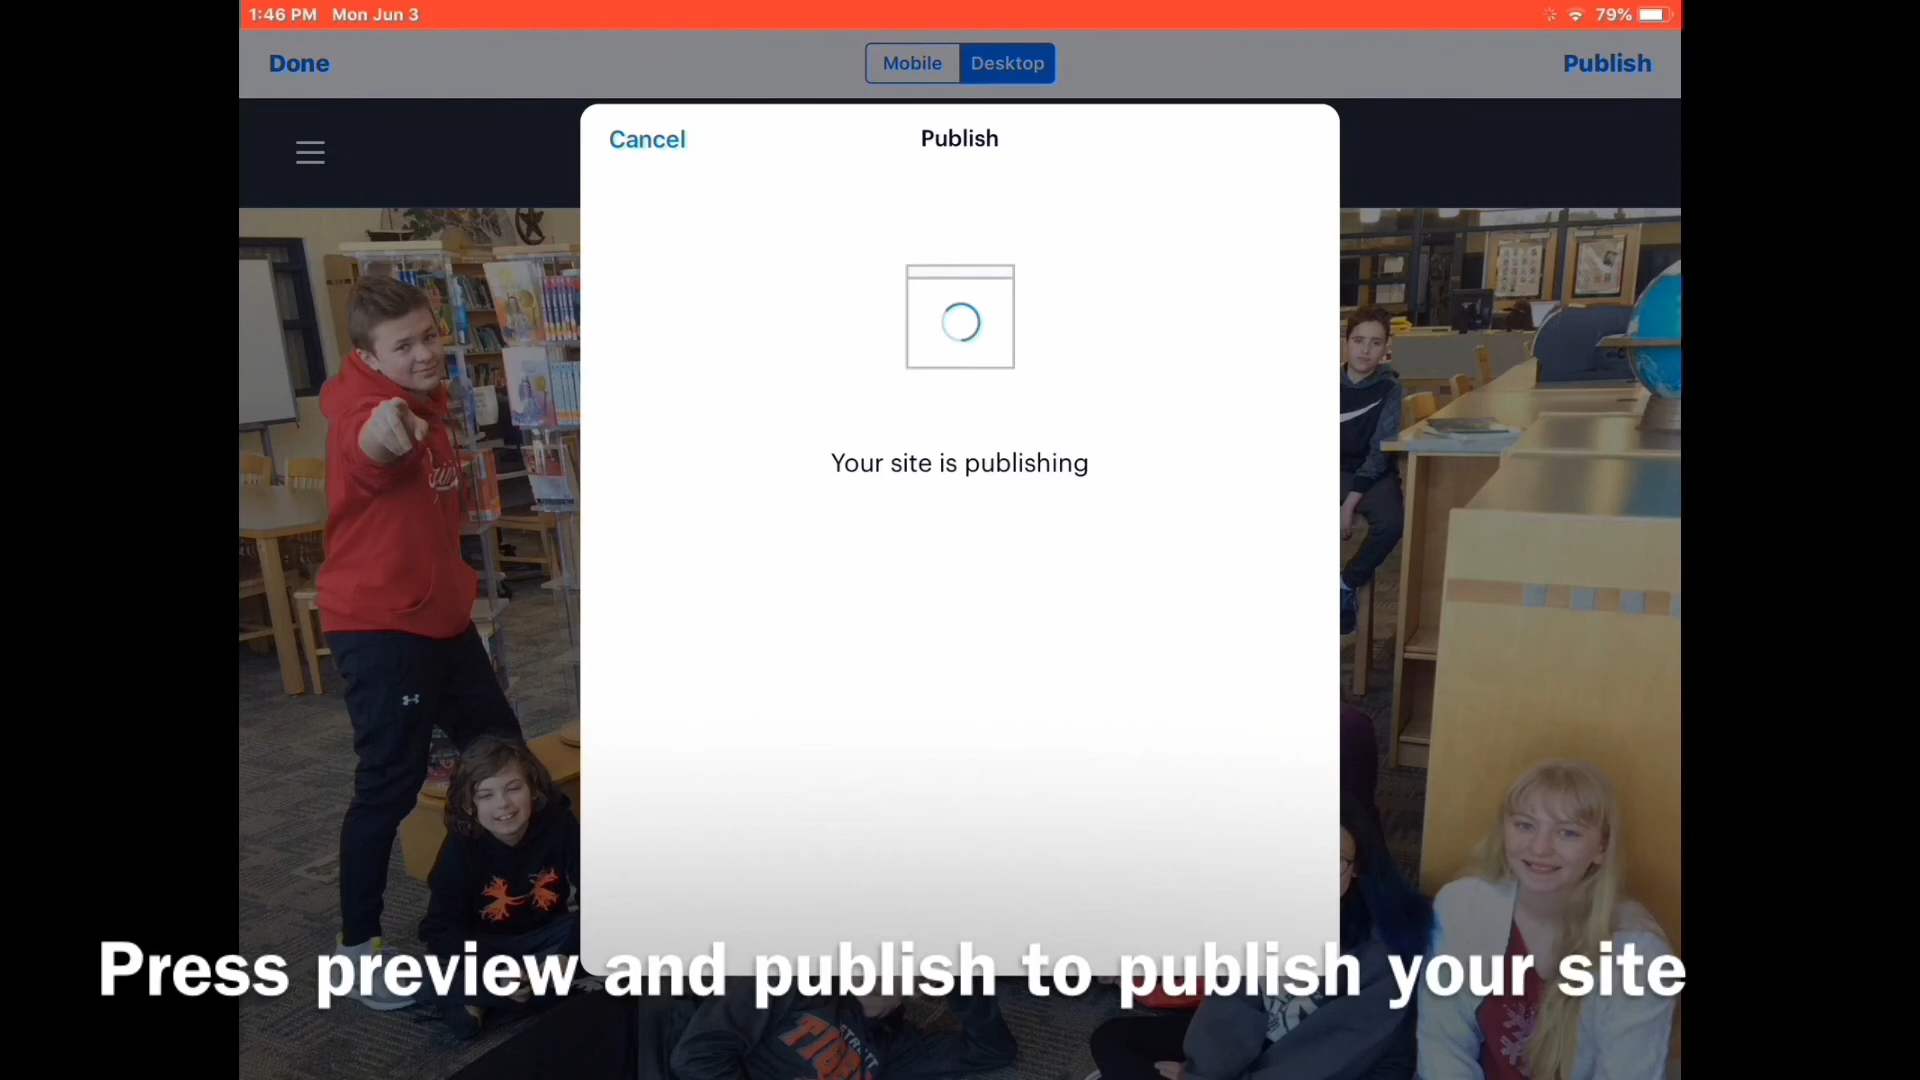 1:46 PM Mon Jun 3
79%
Done
Mobile
Desktop
Publish
Cancel
Publish
Your site is publishing
Press preview and publish to publish your site